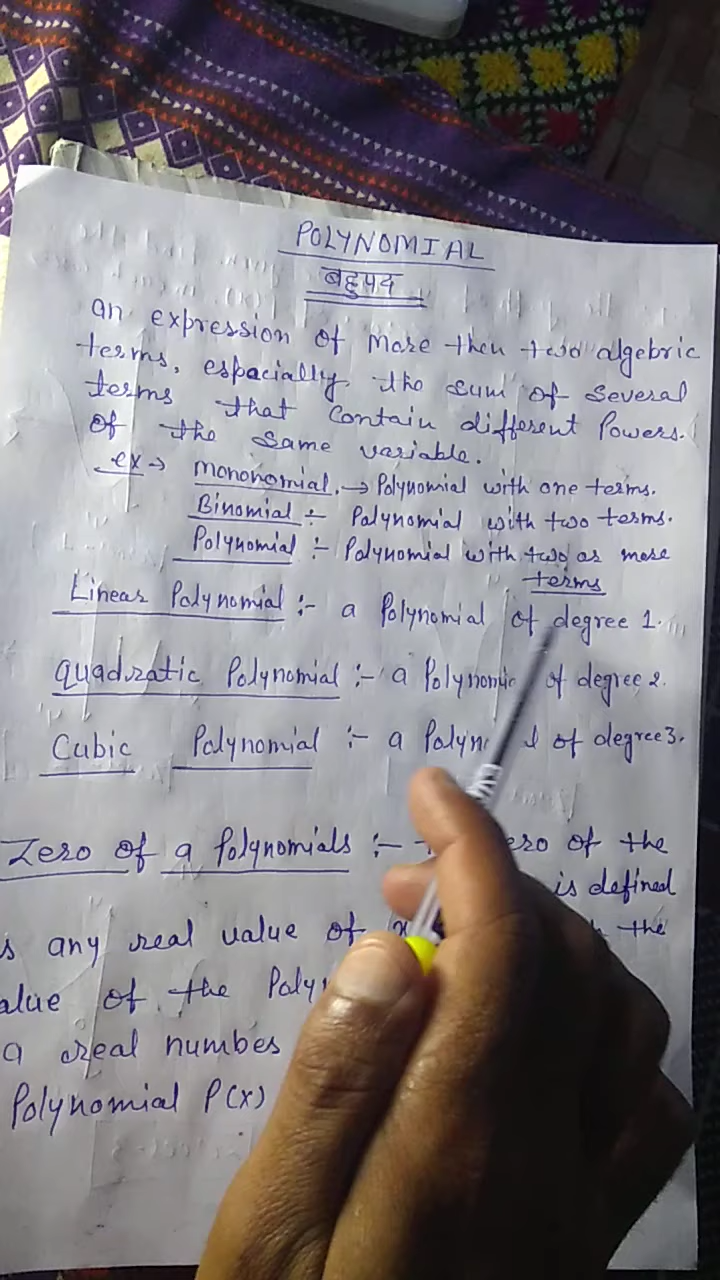 POLYNOMIAL
बहुपद
an expression of more then two algebric
terms, espacially the sum of several
terms that contain different Powers.
of the same variable.
ex → mononomial. → Polynomial with one terms.
Binomial :- Polynomial with two terms.
Polynomial :- Polynomial with two or more
terms
Linear Polynomial :- a Polynomial of degree 1.
quadratic Polynomial :- a Polynomi of degree 2.
Cubic Polynomial :- a Polyn l of degree 3.
Zero of a Polynomials :- ero of the
is defined
s any real value of x the
alue of the Poly
a real number
Polynomial P(x)